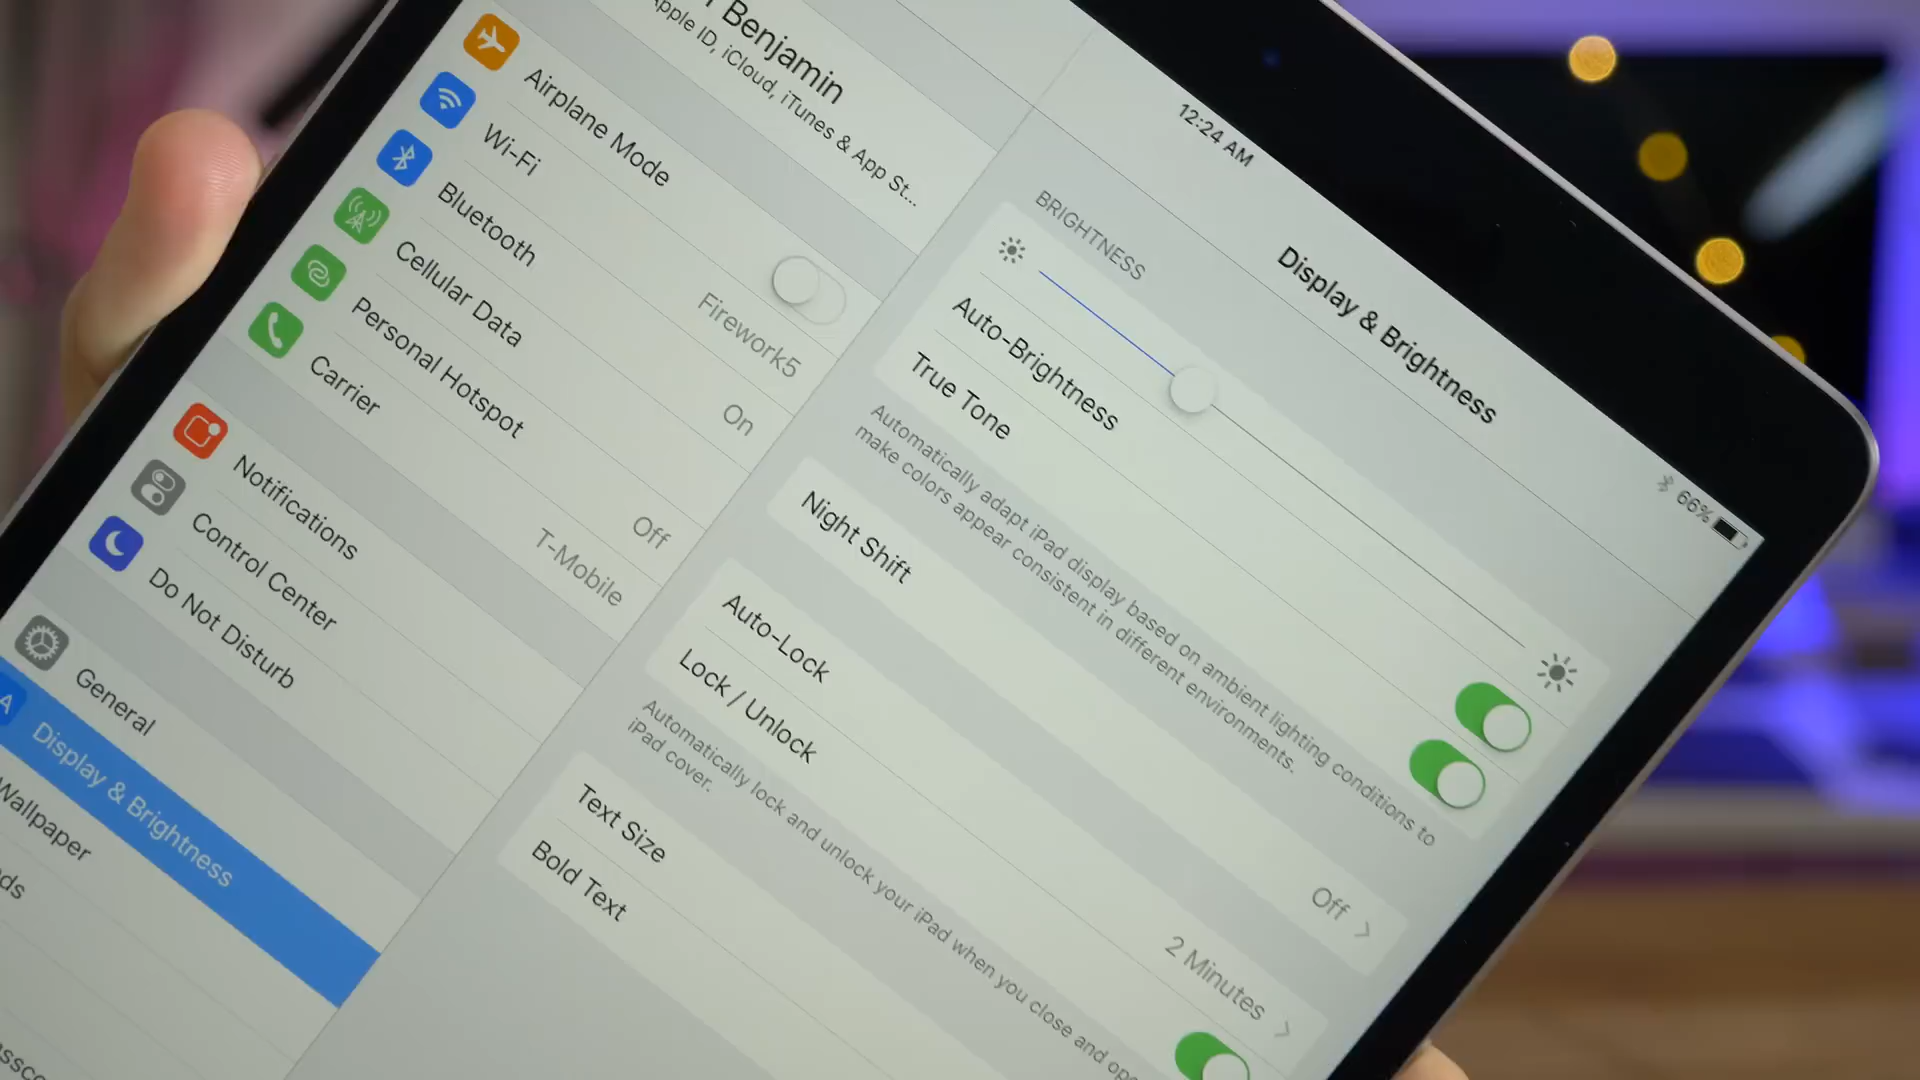 Benjamin
Apple ID, iCloud, iTunes & App St...
Airplane Mode
Wi-Fi
Firework5
Bluetooth
On
Cellular Data
Personal Hotspot
Off
Carrier
T-Mobile
Notifications
Control Center
Do Not Disturb
General
A
Display & Brightness
Wallpaper
12:24 AM
66%
Display & Brightness
BRIGHTNESS
Auto-Brightness
True Tone
Automatically adapt iPad display based on ambient lighting conditions to
make colors appear consistent in different environments.
Night Shift
Off
Auto-Lock
2 Minutes
Lock / Unlock
Automatically lock and unlock your iPad when you close and
iPad cover.
Text Size
Bold Text